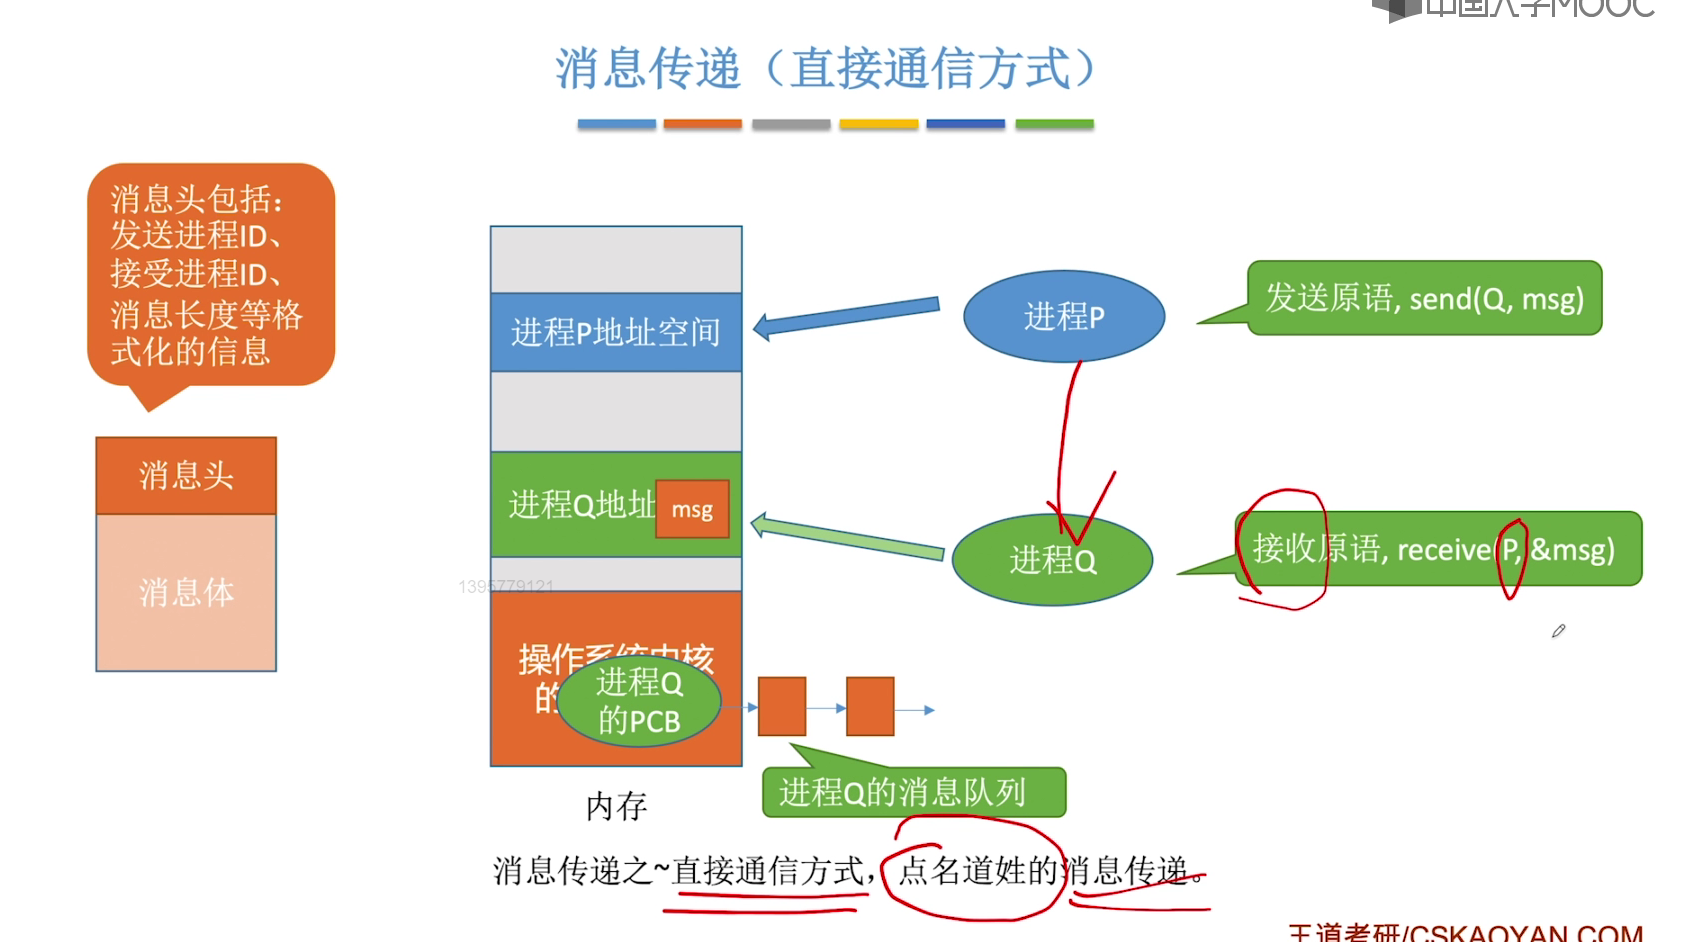 中国大学MOOC
消息传递（直接通信方式）
消息头包括：
发送进程ID、
接受进程ID、
消息长度等格
式化的信息
消息头
消息体
进程P地址空间
进程Q地址
msg
操作系统内核
的
进程Q
的PCB
内存
进程P
发送原语, send(Q, msg)
进程Q
接收原语, receive(P, &msg)
1395779121
进程Q的消息队列
消息传递之~直接通信方式，点名道姓的消息传递。
王道考研/CSKAOYAN.COM